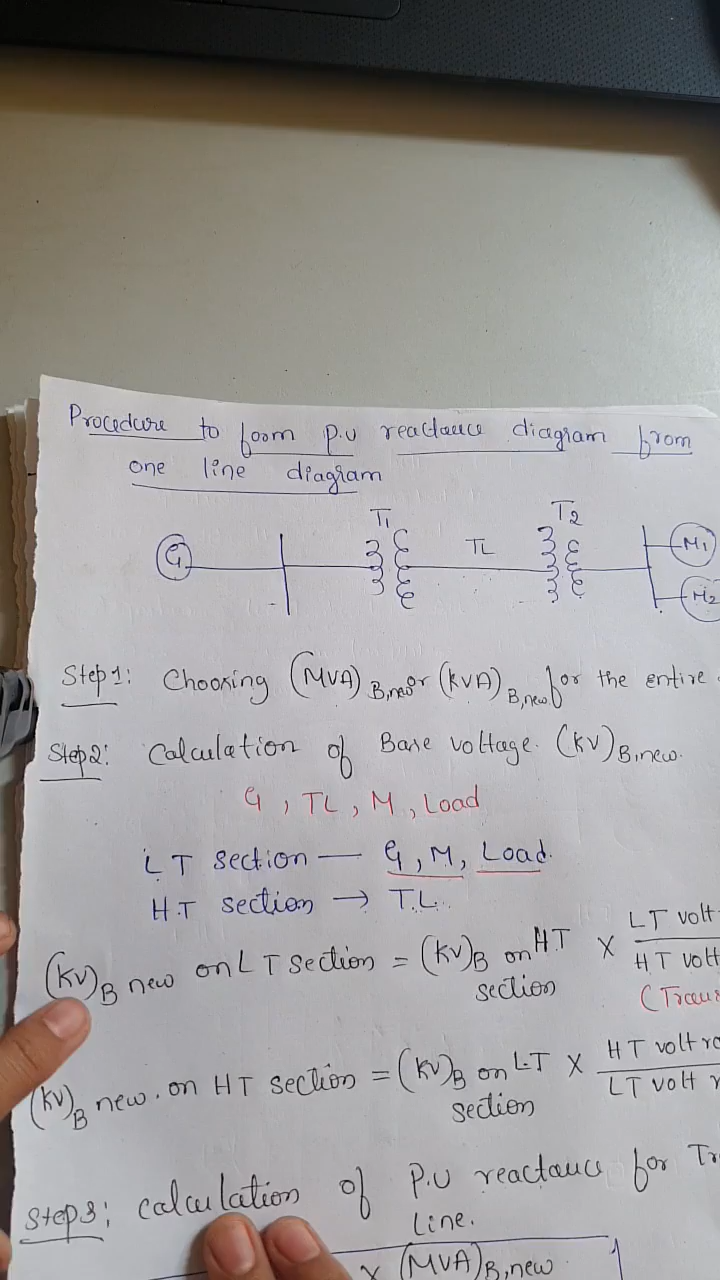 Procedure to foom p.u reactance diagram from
one line diagram
T1 T2
G TL M1
M2
Step1: Choosing (MVA)B,new or (KVA)B,new for the entire
Step2: Calculation of Base voltage. (KV)B,new.
G, TL, M, Load
LT section — G, M, Load.
H.T section → T.L.
(KV)B new on LT section = (KV)B on HT section × LT volt
HT volt
(Trans
(KV)B new. on HT section = (KV)B on LT section × HT volt
LT volt
Step3: calculation of P.U reactance for
Line.
× (MVA)B,new